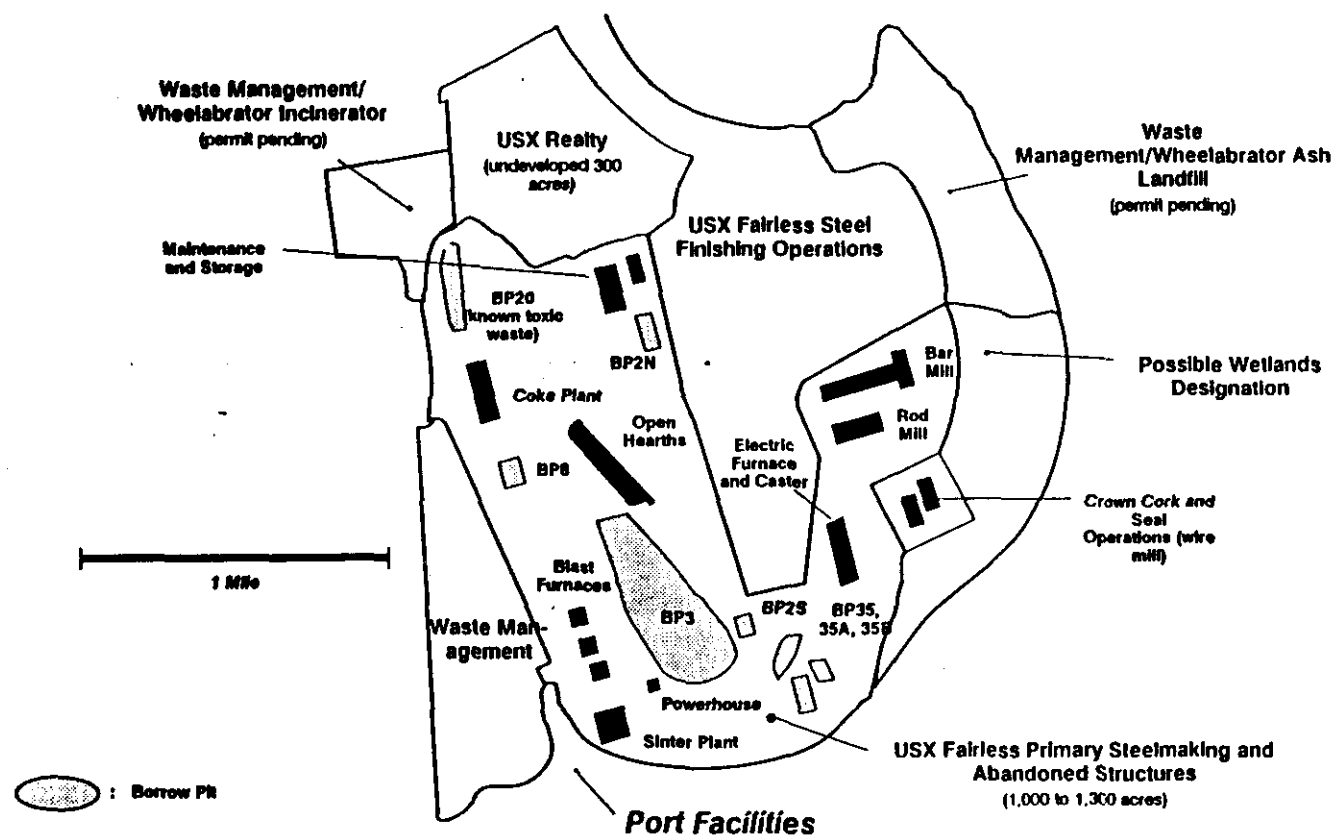 Waste Management/
Wheelabrator Incinerator
(permit pending)
USX Realty
(undeveloped 300
acres)
Waste
Management/Wheelabrator Ash
Landfill
(permit pending)
USX Fairless Steel
Finishing Operations
Maintenance
and Storage
BP20
(known toxic
waste)
BP2N
Bar
Mill
Possible Wetlands
Designation
Coke Plant
Open
Hearths
Rod
Mill
Electric
Furnace
and Caster
BP8
Crown Cork and
Seal
Operations (wire
mill)
1 Mile
Blast
Furnaces
BP3
BP2S
BP35,
35A, 35B
Waste Man-
agement
Powerhouse
Sinter Plant
USX Fairless Primary Steelmaking and
Abandoned Structures
(1,000 to 1,300 acres)
: Borrow Pit
Port Facilities